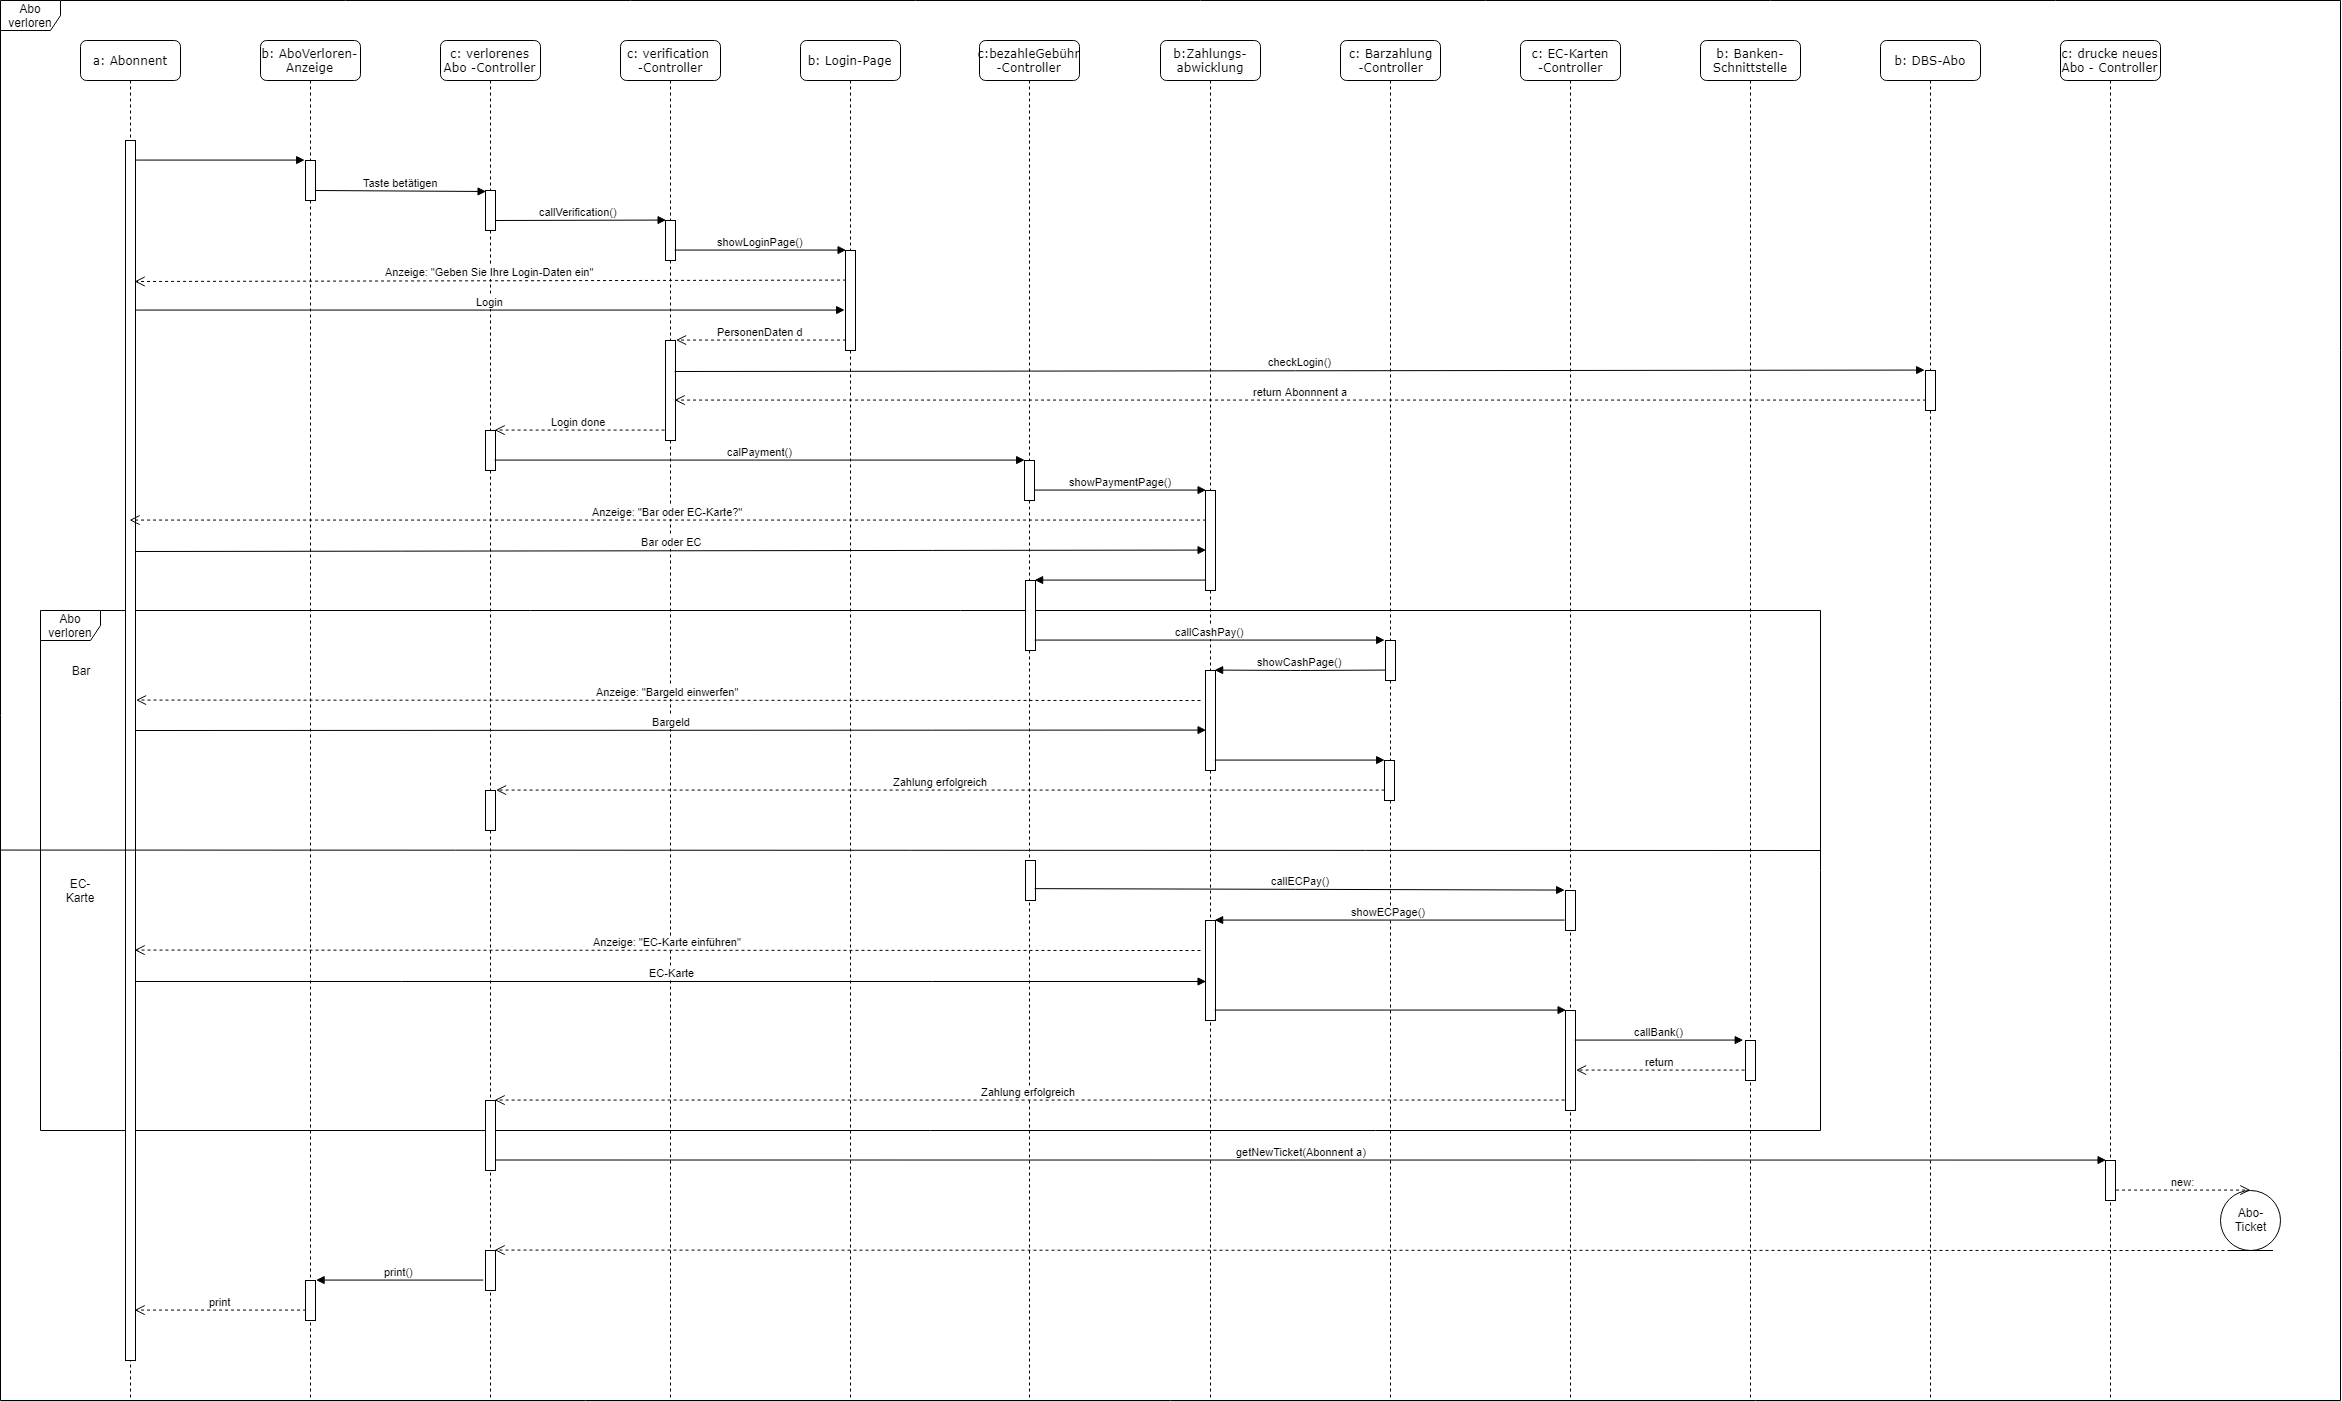 Abo
verloren
a: Abonnent
b: AboVerloren-
Anzeige
c: verlorenes
Abo -Controller
c: verification
-Controller
b: Login-Page
c:bezahleGebühr
-Controller
b:Zahlungs-
abwicklung
c: Barzahlung
-Controller
c: EC-Karten
-Controller
b: Banken-
Schnittstelle
b: DBS-Abo
c: drucke neues
Abo - Controller
Taste betätigen
callVerification()
showLoginPage()
Anzeige: "Geben Sie Ihre Login-Daten ein"
Login
PersonenDaten d
checkLogin()
return Abonnnent a
Login done
calPayment()
showPaymentPage()
Anzeige: "Bar oder EC-Karte?"
Bar oder EC
Abo
verloren
callCashPay()
showCashPage()
Bar
Anzeige: "Bargeld einwerfen"
Bargeld
Zahlung erfolgreich
EC-
Karte
callECPay()
showECPage()
Anzeige: "EC-Karte einführen"
EC-Karte
callBank()
return
Zahlung erfolgreich
getNewTicket(Abonnent a)
new:
Abo-
Ticket
print()
print